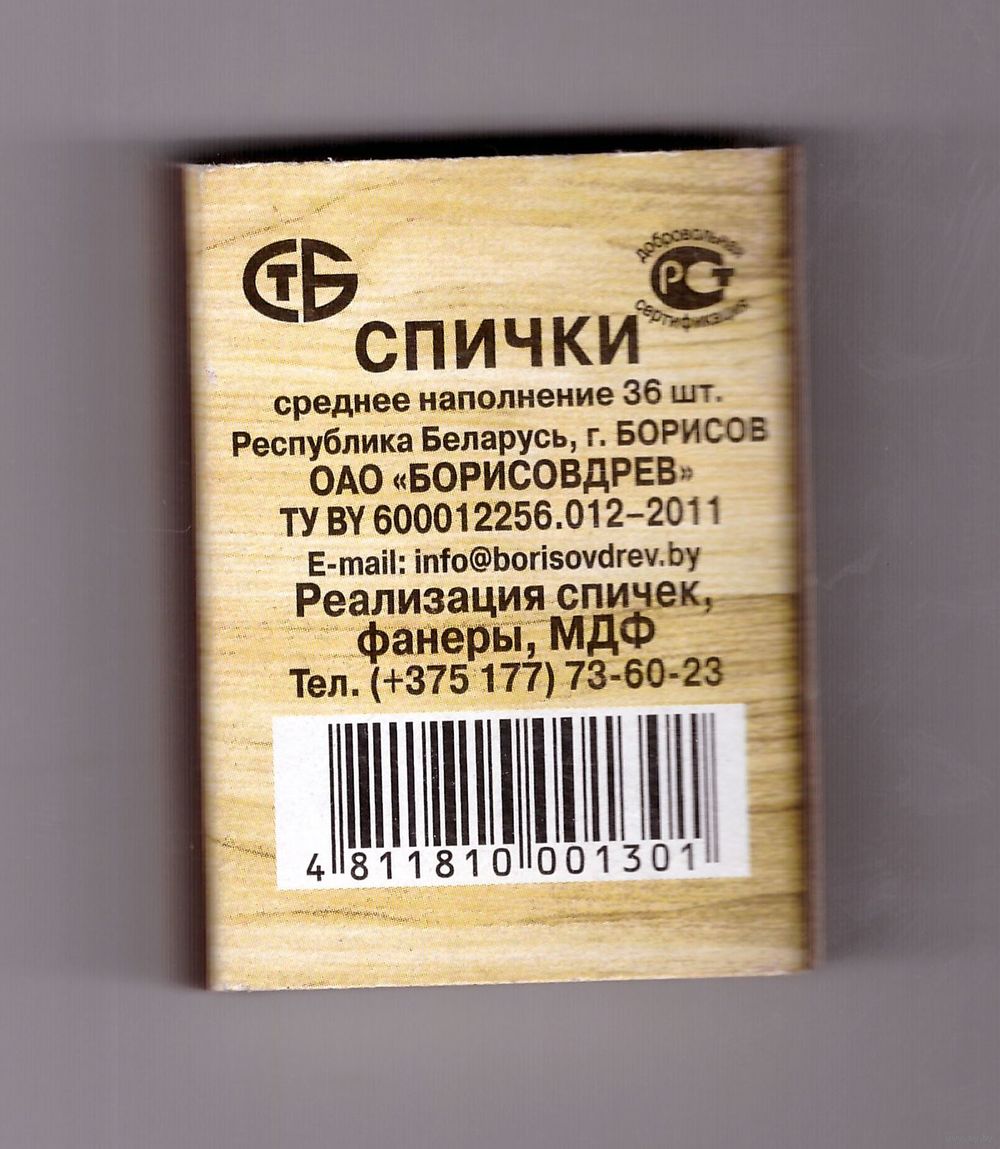 СТБ
добровольная
РСТ
сертификация
СПИЧКИ
среднее наполнение 36 шт.
Республика Беларусь, г. БОРИСОВ
ОАО «БОРИСОВДРЕВ»
ТУ BY 600012256.012–2011
E-mail: info@borisovdrev.by
Реализация спичек,
фанеры, МДФ
Тел. (+375 177) 73-60-23
4 811810 001301